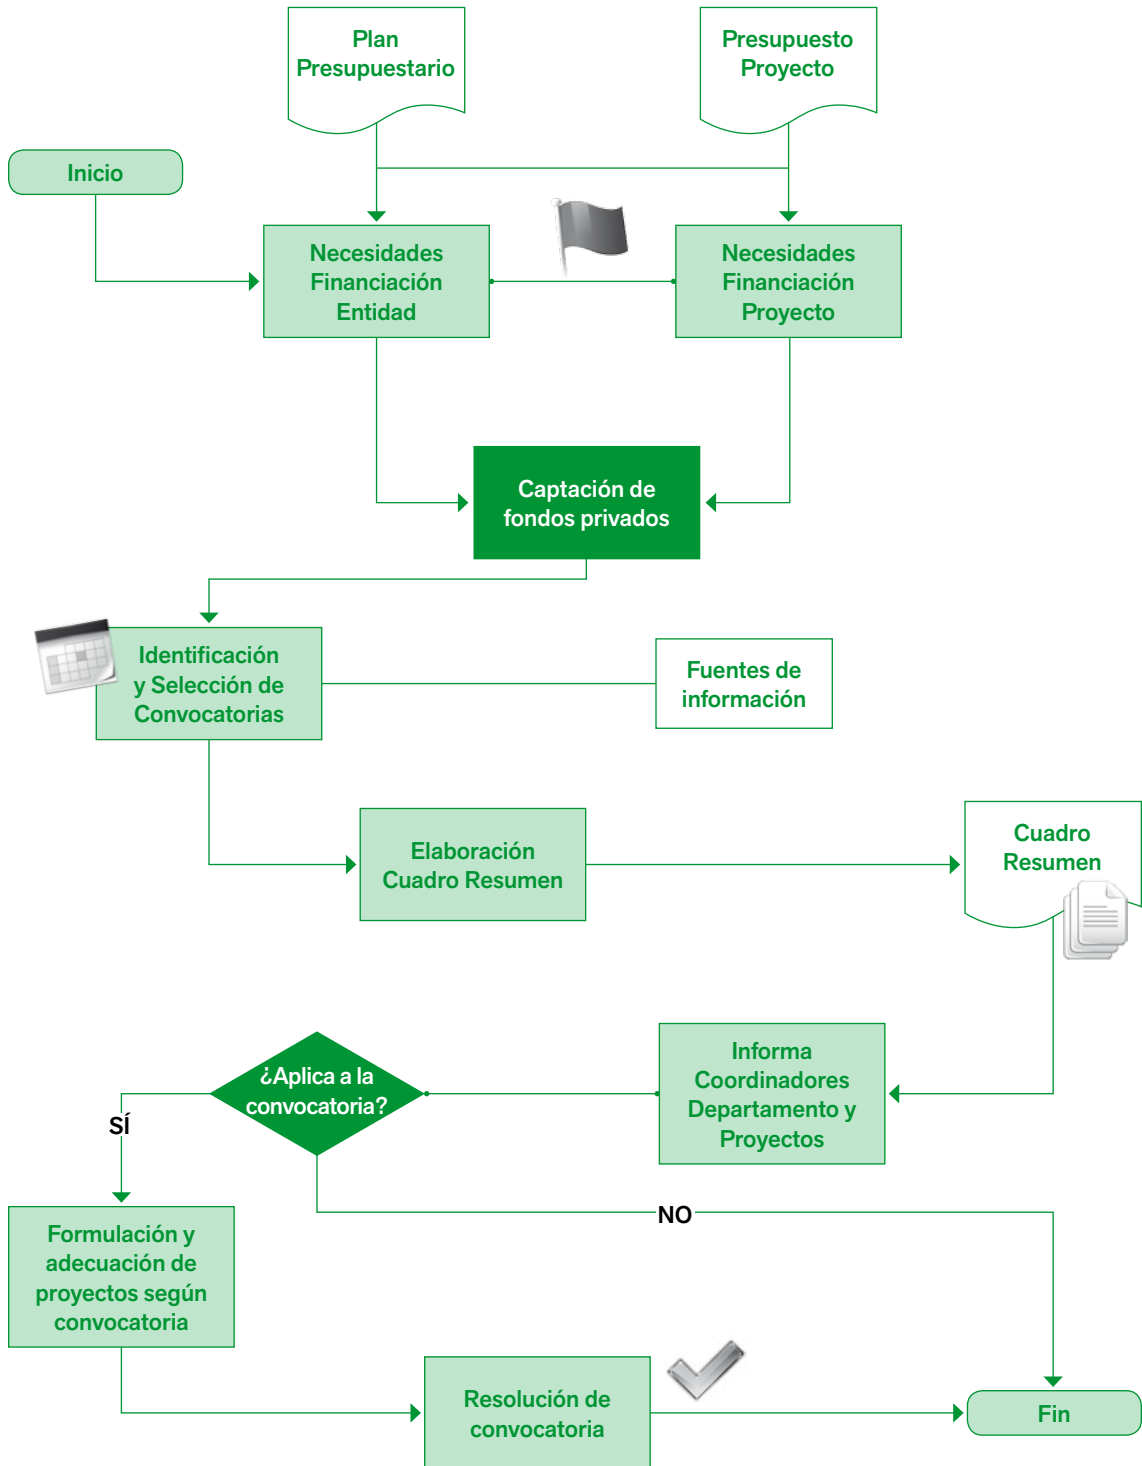 Plan
Presupuestario
Presupuesto
Proyecto
Inicio
Necesidades
Financiación
Entidad
Necesidades
Financiación
Proyecto
Captación de
fondos privados
Identificación
y Selección de
Convocatorias
Fuentes de
información
Elaboración
Cuadro Resumen
Cuadro
Resumen
¿Aplica a la
convocatoria?
Informa
Coordinadores
Departamento y
Proyectos
SÍ
NO
Formulación y
adecuación de
proyectos según
convocatoria
Resolución de
convocatoria
Fin